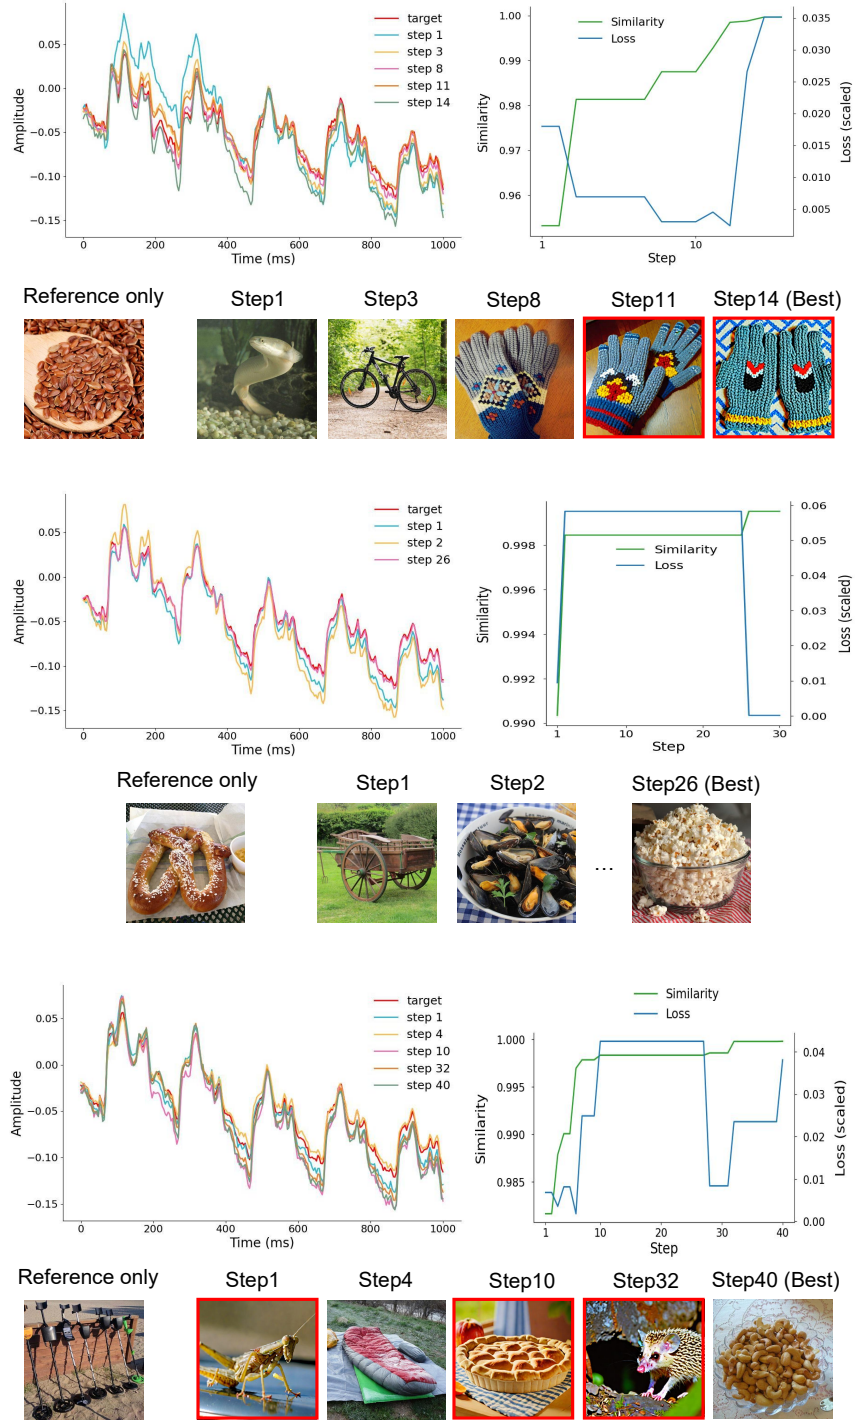 target
step 1
step 3
step 8
step 11
step 14
0.05
0.00
−0.05
−0.10
−0.15
Amplitude
0 200 400 600 800 1000
Time (ms)
Similarity
Loss
1.00
0.99
0.98
0.97
0.96
Similarity
0.035
0.030
0.025
0.020
0.015
0.010
0.005
Loss (scaled)
1 10
Step
Reference only Step1 Step3 Step8 Step11 Step14 (Best)
target
step 1
step 2
step 26
0.05
0.00
−0.05
−0.10
−0.15
Amplitude
0 200 400 600 800 1000
Time (ms)
Similarity
Loss
0.998
0.996
0.994
0.992
0.990
Similarity
0.06
0.05
0.04
0.03
0.02
0.01
0.00
Loss (scaled)
1 10 20 30
Step
Reference only Step1 Step2 Step26 (Best)
...
target
step 1
step 4
step 10
step 32
step 40
0.05
0.00
−0.05
−0.10
−0.15
Amplitude
0 200 400 600 800 1000
Time (ms)
Similarity
Loss
1.000
0.995
0.990
0.985
Similarity
0.04
0.03
0.02
0.01
0.00
Loss (scaled)
1 10 20 30 40
Step
Reference only Step1 Step4 Step10 Step32 Step40 (Best)